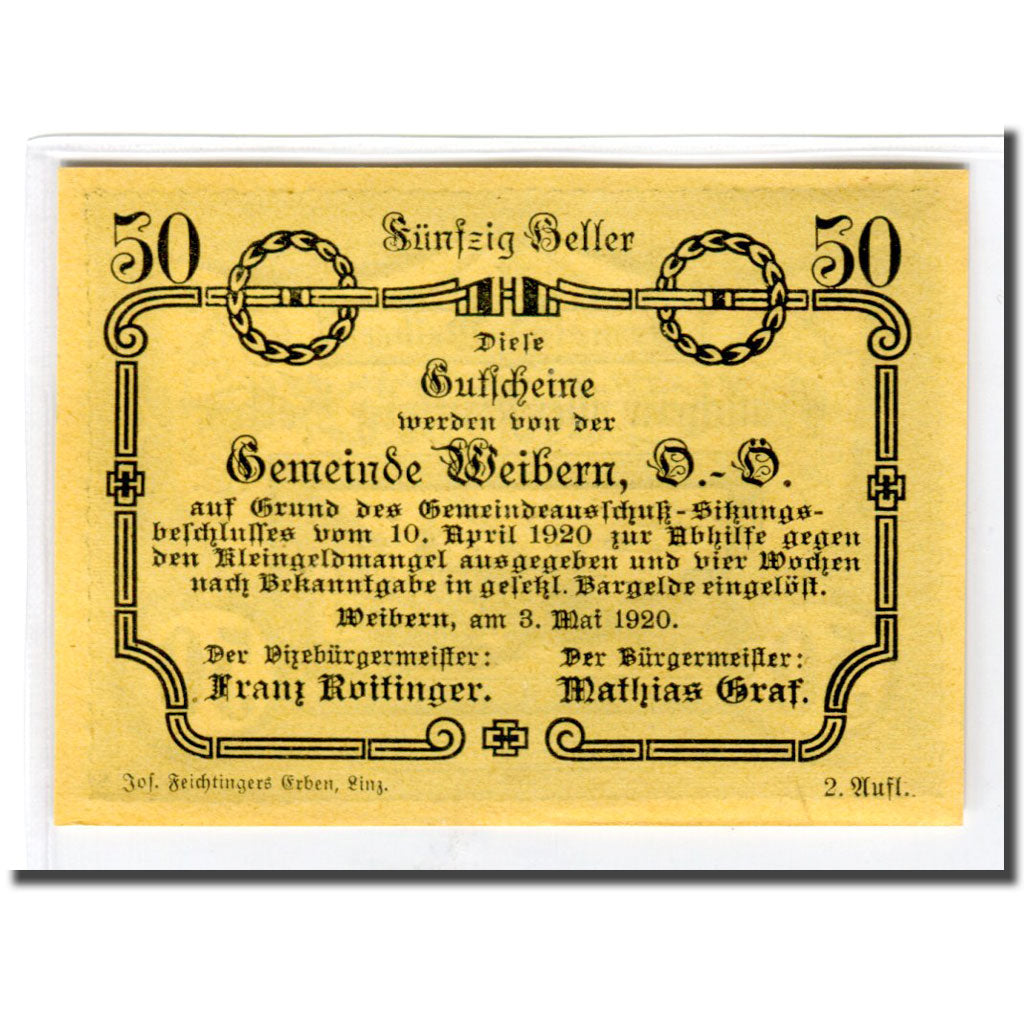 50 Fünfzig Heller 50
Diese
Gutscheine
werden von der
Gemeinde Weibern, O.-Ö.
auf Grund des Gemeindeausschuß-Sitzungs-
beschlusses vom 10. April 1920 zur Abhilfe gegen
den Kleingeldmangel ausgegeben und vier Wochen
nach Bekanntgabe in gesetzl. Bargelde eingelöst.
Weibern, am 3. Mai 1920.
Der Vizebürgermeister: Der Bürgermeister:
Franz Roitinger. Mathias Graf.
Jos. Feichtingers Erben, Linz. 2. Aufl.